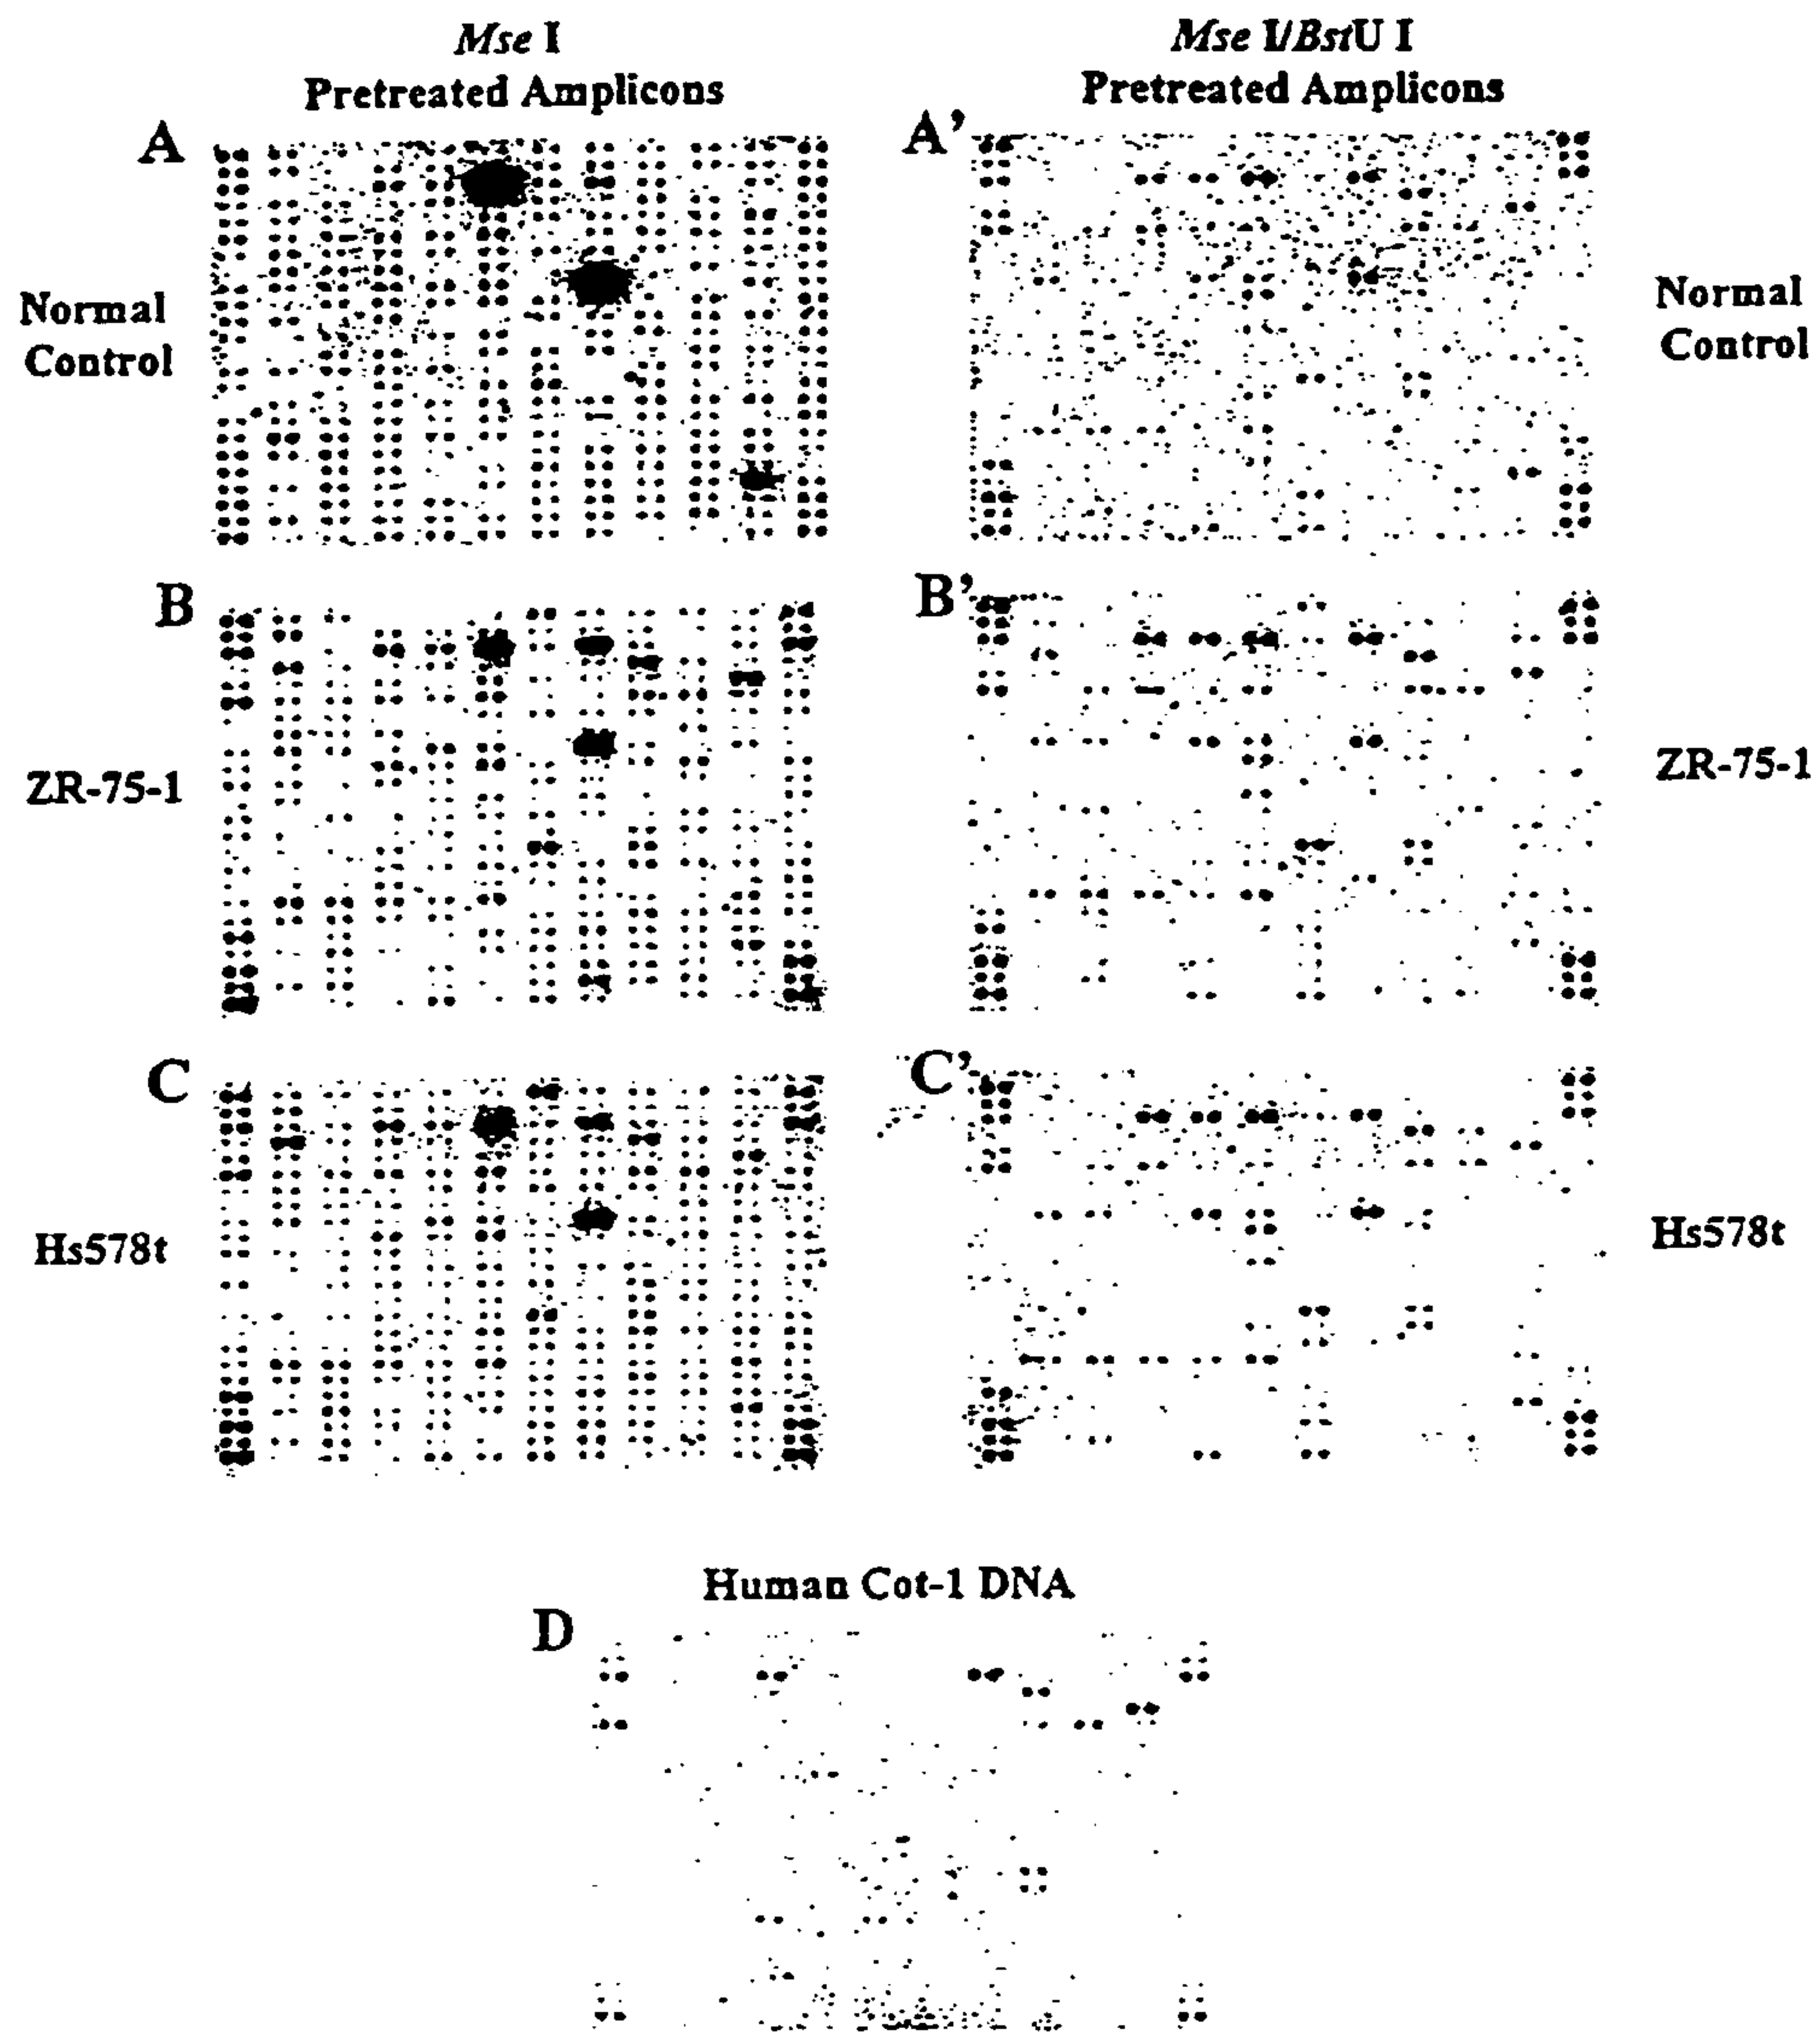 Mse I
Pretreated Amplicons
Mse I/BstU I
Pretreated Amplicons
A
A’
Normal
Control
Normal
Control
B
B’
ZR-75-1
ZR-75-1
C
C’
Hs578t
Hs578t
Human Cot-1 DNA
D